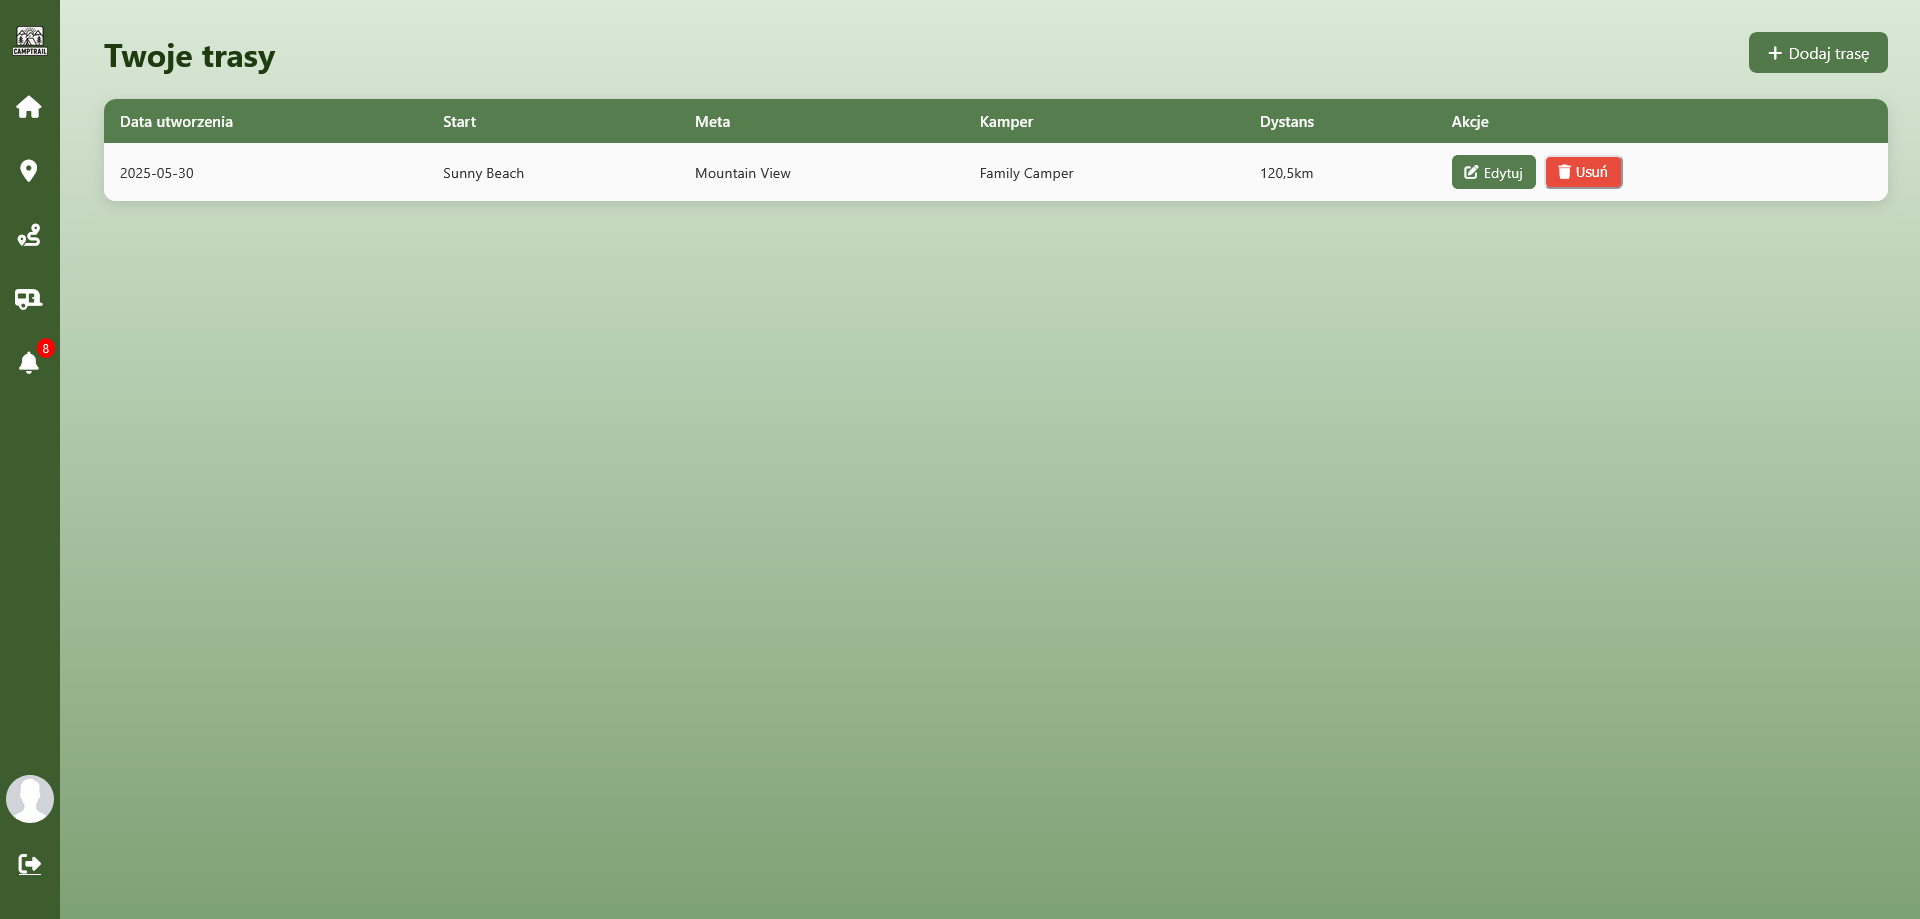 CAMPTRAIL
Twoje trasy
+ Dodaj trasę
Data utworzenia Start Meta Kamper Dystans Akcje
2025-05-30 Sunny Beach Mountain View Family Camper 120,5km Edytuj Usuń
8